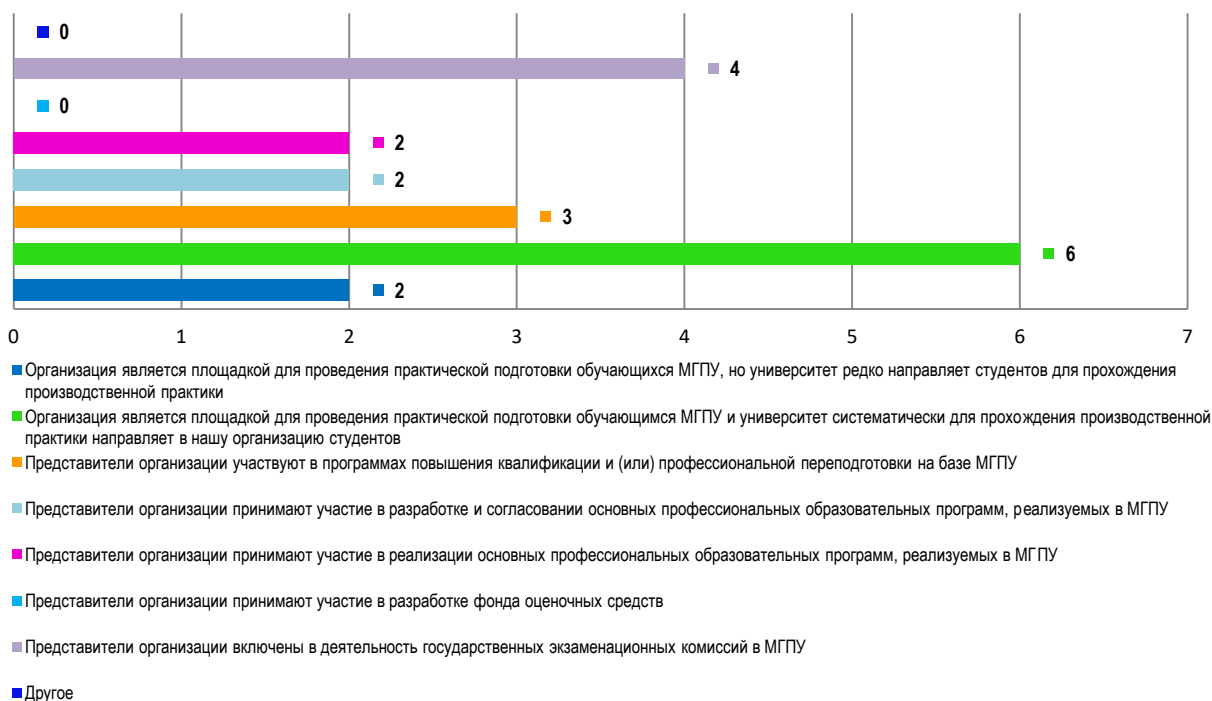 0
4
0
2
2
3
6
2
0 1 2 3 4 5 6 7
Организация является площадкой для проведения практической подготовки обучающихся МГПУ, но университет редко направляет студентов для прохождения
производственной практики
Организация является площадкой для проведения практической подготовки обучающимся МГПУ и университет систематически для прохождения производственной
практики направляет в нашу организацию студентов
Представители организации участвуют в программах повышения квалификации и (или) профессиональной переподготовки на базе МГПУ
Представители организации принимают участие в разработке и согласовании основных профессиональных образовательных программ, реализуемых в МГПУ
Представители организации принимают участие в реализации основных профессиональных образовательных программ, реализуемых в МГПУ
Представители организации принимают участие в разработке фонда оценочных средств
Представители организации включены в деятельность государственных экзаменационных комиссий в МГПУ
Другое